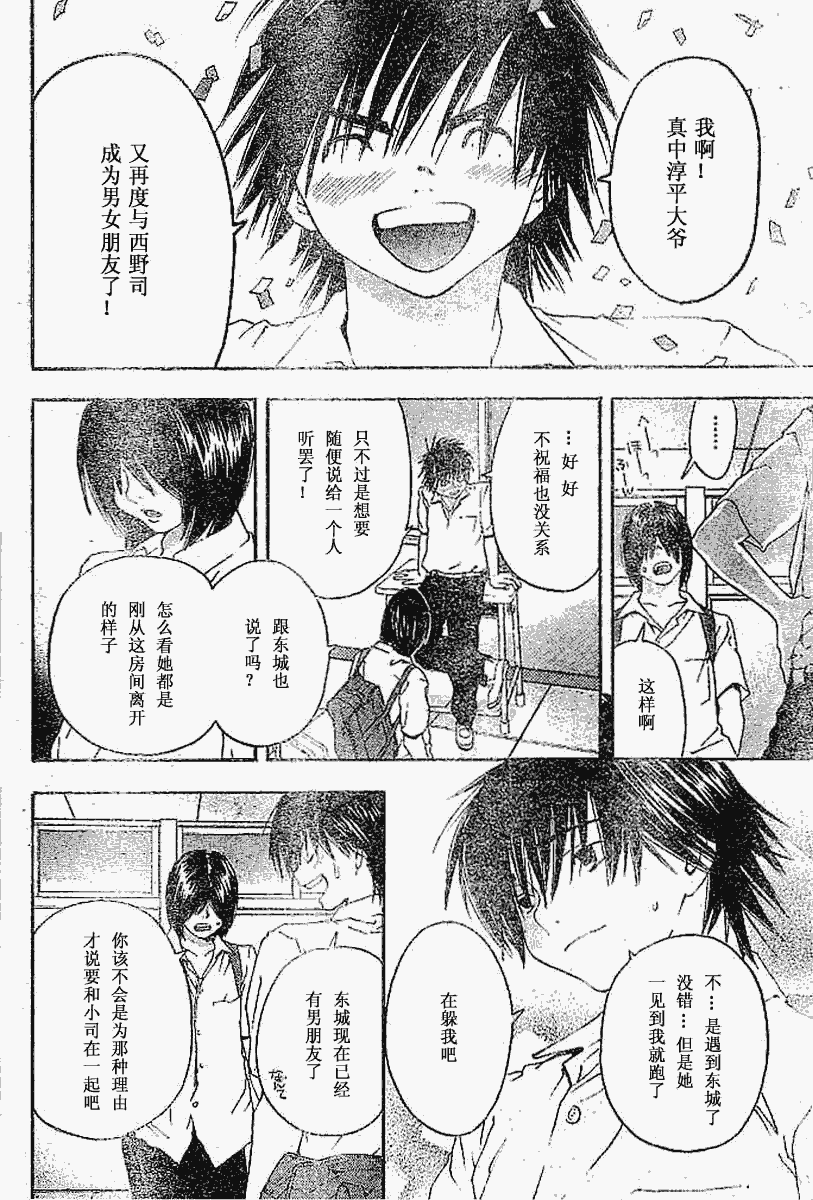 我啊！
真中淳平大爷
又再度与西野司
成为男女朋友了！
……
ほけ〜
ふーん
这样啊
…好好
不祝福也没关系
只不过是想要
随便说给一个人
听罢了！
跟东城也
说了吗？
怎么看她都是
刚从这房间离开
的样子
不…是遇到东城了
没错…但是她
一见到我就跑了
在躲我吧
东城现在已经
有男朋友了
你该不会是为那种理由
才说要和小司在一起吧